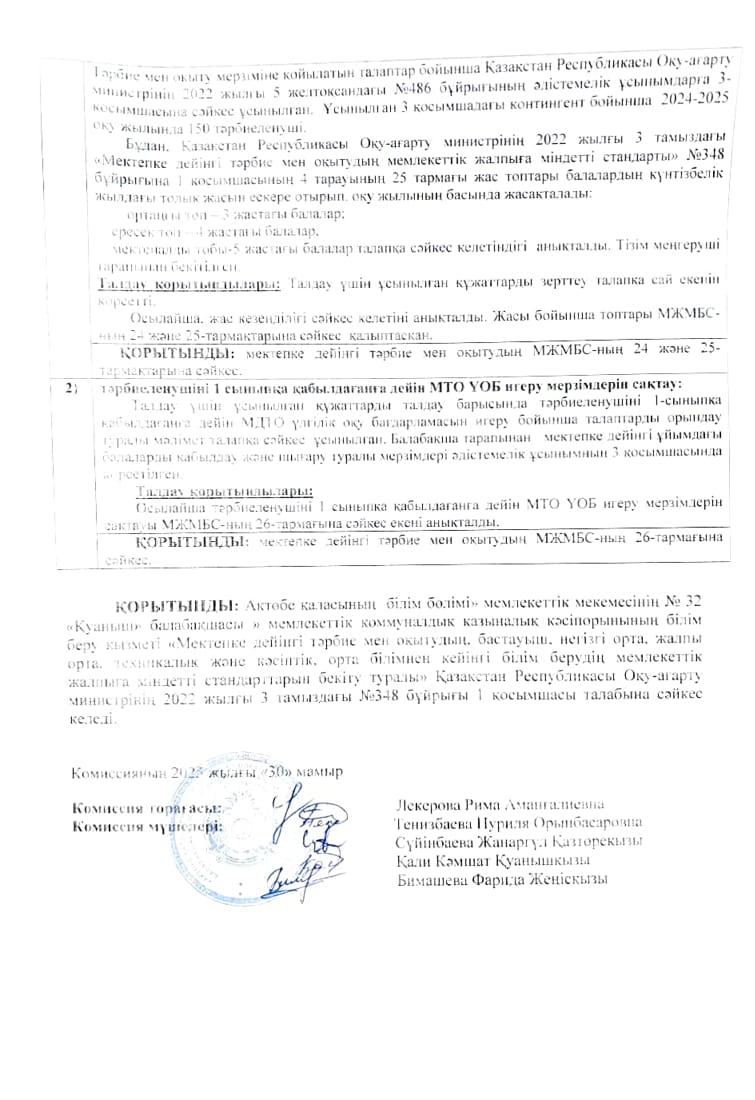 Тәрбие мен оқыту мерзіміне қойылатын талаптар бойынша Қазақстан Республикасы Оқу-ағарту
министрінің 2022 жылғы 5 желтоқсандағы №486 бұйрығының әдістемелік ұсынымдарға 3-
қосымшасына сәйкес ұсынылған. Ұсынылған 3 қосымшадағы контингент бойынша 2024-2025
оқу жылында 150 тәрбиеленуші.
Бұдан, Қазақстан Республикасы Оқу-ағарту министрінің 2022 жылғы 3 тамыздағы
«Мектепке дейінгі тәрбие мен оқытудың мемлекеттік жалпыға міндетті стандарты» №348
бұйрығына 1 қосымшасының 4 тарауының 25 тармағы жас топтары балалардың күнтізбелік
жылдағы толық жасын ескере отырып, оқу жылының басында жасақталады:
ортаңғы топ – 3 жастағы балалар;
ересек топ – 4 жастағы балалар,
мектепалды тобы-5 жастағы балалар талапқа сәйкес келетіндігі анықталды. Тізім меңгеруші
тарапынан бекітілген.
Талдау қорытындылары: Талдау үшін ұсынылған құжаттарды зерттеу талапқа сай екенін
көрсетті.
Осылайша, жас кезеңділігі сәйкес келетіні анықталды. Жасы бойынша топтары МЖМБС-
ның 24 және 25-тармақтарына сәйкес қалыптасқан.
ҚОРЫТЫНДЫ: мектепке дейінгі тәрбие мен оқытудың МЖМБС-ның 24 және 25-
тармақтарына сәйкес.
2) тәрбиеленушіні 1 сыныпқа қабылдағанға дейін МТО ҮОБ игеру мерзімдерін сақтау:
Талдау үшін ұсынылған құжаттарды талдау барысында тәрбиеленушіні 1-сыныпқа
қабылдағанға дейін МДТО үлгілік оқу бағдарламасын игеру бойынша талаптарды орындау
туралы мәлімет талапқа сәйкес ұсынылған. Балабақша тарапынан мектепке дейінгі ұйымдағы
балаларды қабылдау және шығару туралы мерзімдері әдістемелік ұсынымның 3 қосымшасында
көрсетілген.
Талдау қорытындылары:
Осылайша тәрбиеленушіні 1 сыныпқа қабылдағанға дейін МТО ҮОБ игеру мерзімдерін
сақтауы МЖМБС-ның 26-тармағына сәйкес екені анықталды.
ҚОРЫТЫНДЫ: мектепке дейінгі тәрбие мен оқытудың МЖМБС-ның 26-тармағына
сәйкес.
ҚОРЫТЫНДЫ: Ақтөбе қаласының білім бөлімі» мемлекеттік мекемесінің № 32
«Қуаныш» балабақшасы » мемлекеттік коммуналдық қазыналық кәсіпорынының білім
беру қызметі «Мектепке дейінгі тәрбие мен оқытудың, бастауыш, негізгі орта, жалпы
орта, техникалық және кәсіптік, орта білімнен кейінгі білім берудің мемлекеттік
жалпыға міндетті стандарттарын бекіту туралы» Қазақстан Республикасы Оқу-ағарту
министрінің 2022 жылғы 3 тамыздағы №348 бұйрығы 1 қосымшасы талабына сәйкес
келеді.
Комиссияның 2025 жылғы «30» мамыр
Комиссия төрағасы: Лекерова Рима Амангалиевна
Комиссия мүшелері: Тенизбаева Нуриля Орынбасаровна
Сүйінбаева Жанаргүл Қазторекызы
Қали Кәмшат Қуанышқызы
Бимашева Фарида Жеңісқызы